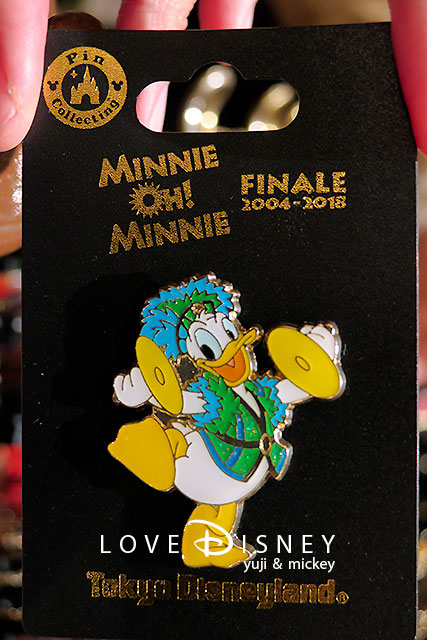 Pin
Collecting
MINNIE
OH!
MINNIE
FINALE
2004-2018
LOVE DISNEY
yuji & mickey
Tokyo Disneyland®